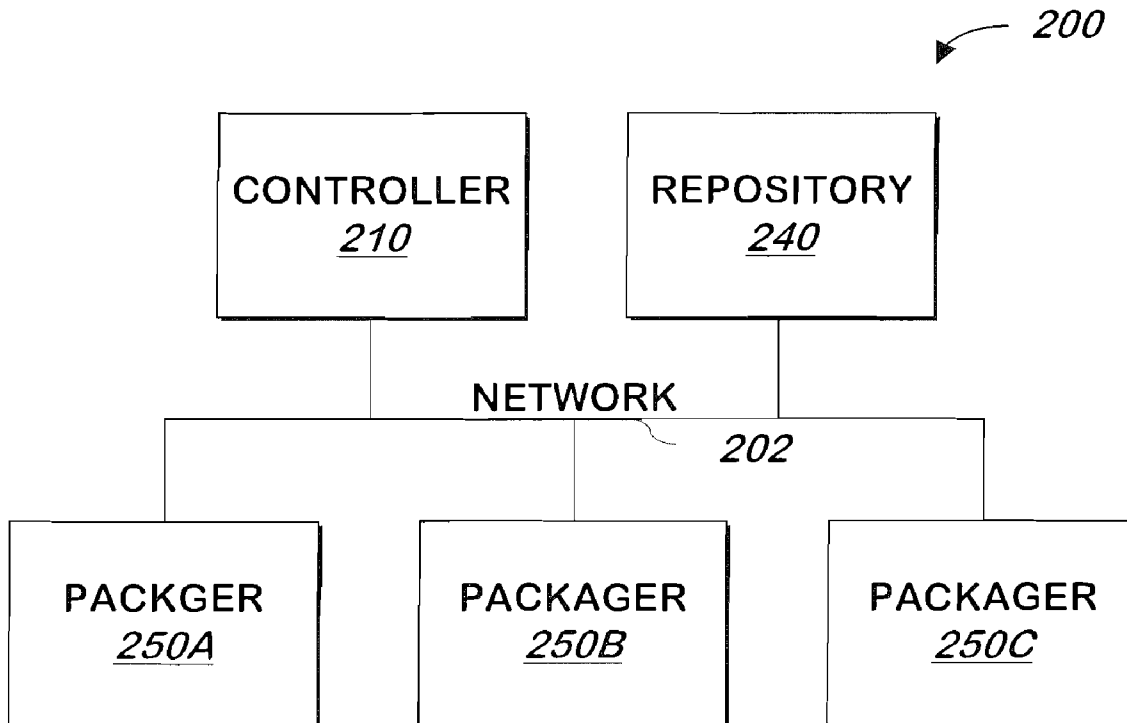 200
CONTROLLER
210
REPOSITORY
240
NETWORK
202
PACKGER
250A
PACKAGER
250B
PACKAGER
250C